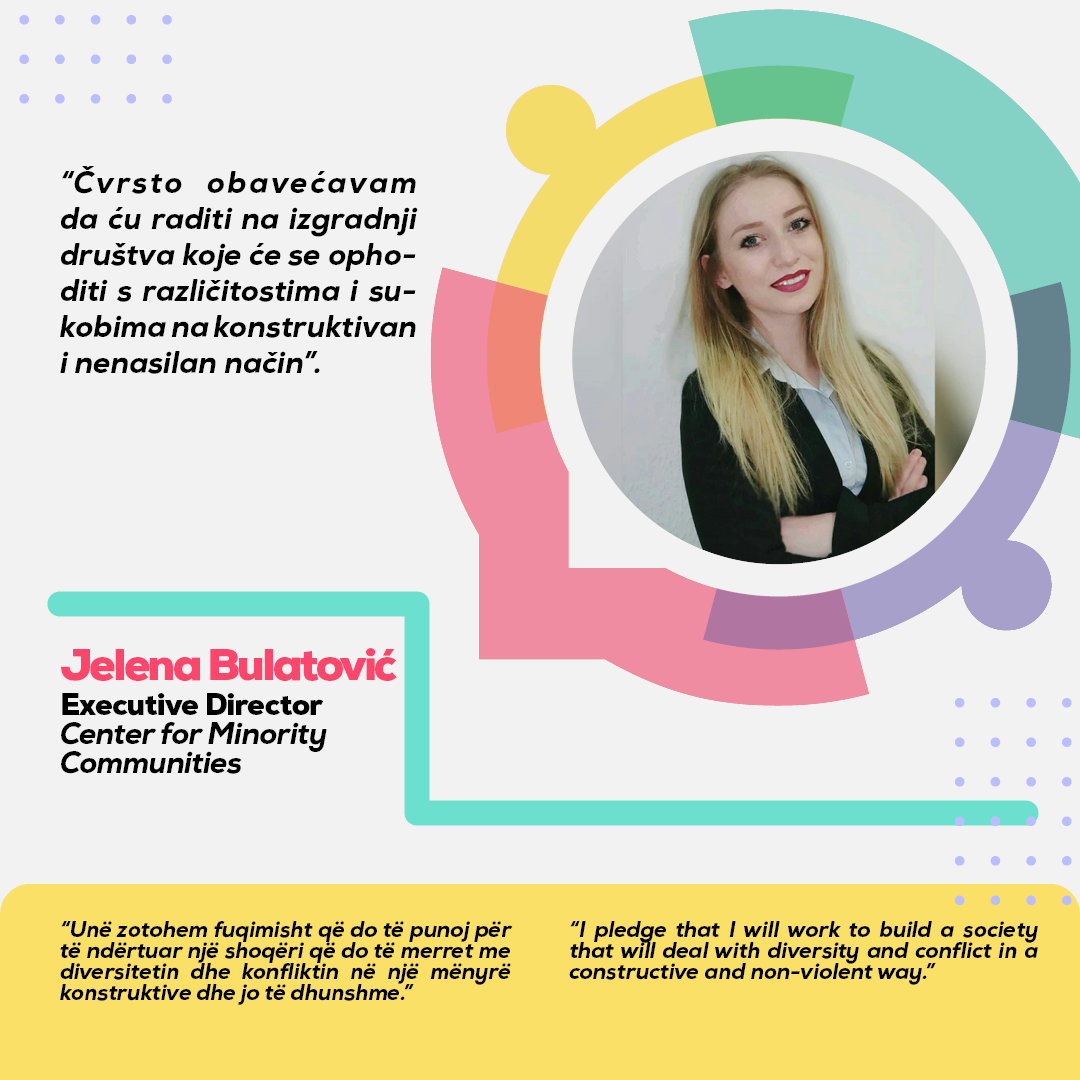 “Čvrsto obavećavam
da ću raditi na izgradnji
društva koje će se opho-
diti s različitostima i su-
kobima na konstruktivan
i nenasilan način”.
Jelena Bulatović
Executive Director
Center for Minority
Communities
“Unë zotohem fuqimisht që do të punoj për
të ndërtuar një shoqëri që do të merret me
diversitetin dhe konfliktin në një mënyrë
konstruktive dhe jo të dhunshme.”
“I pledge that I will work to build a society
that will deal with diversity and conflict in a
constructive and non-violent way.”